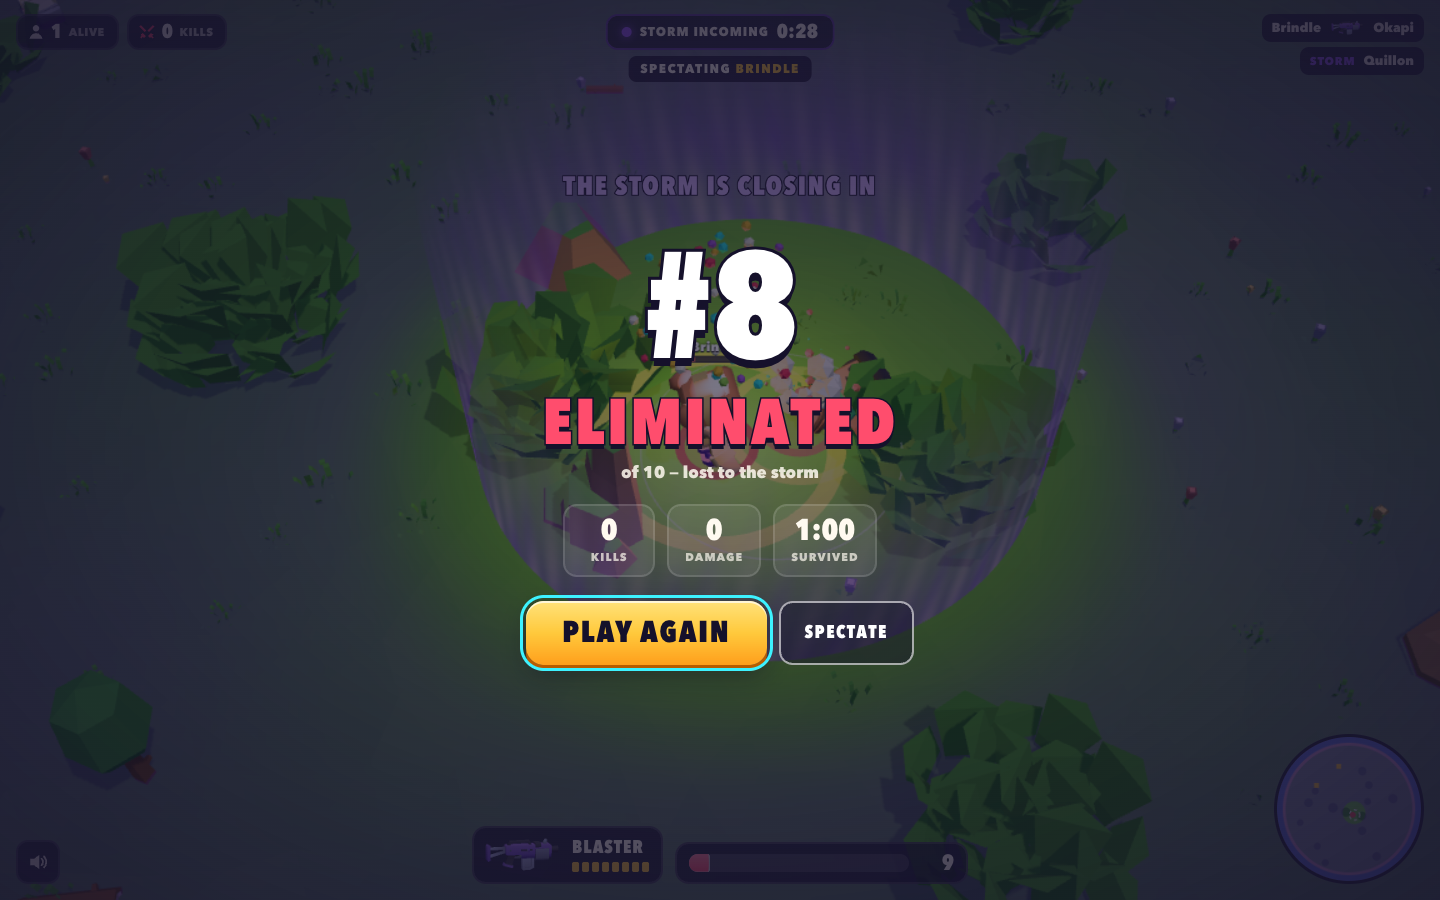 1 ALIVE
0 KILLS
STORM INCOMING 0:28
SPECTATING BRINDLE
Brindle Okapi
STORM Quillon
THE STORM IS CLOSING IN
#8
ELIMINATED
of 10 – lost to the storm
0
KILLS
0
DAMAGE
1:00
SURVIVED
PLAY AGAIN
SPECTATE
BLASTER
9